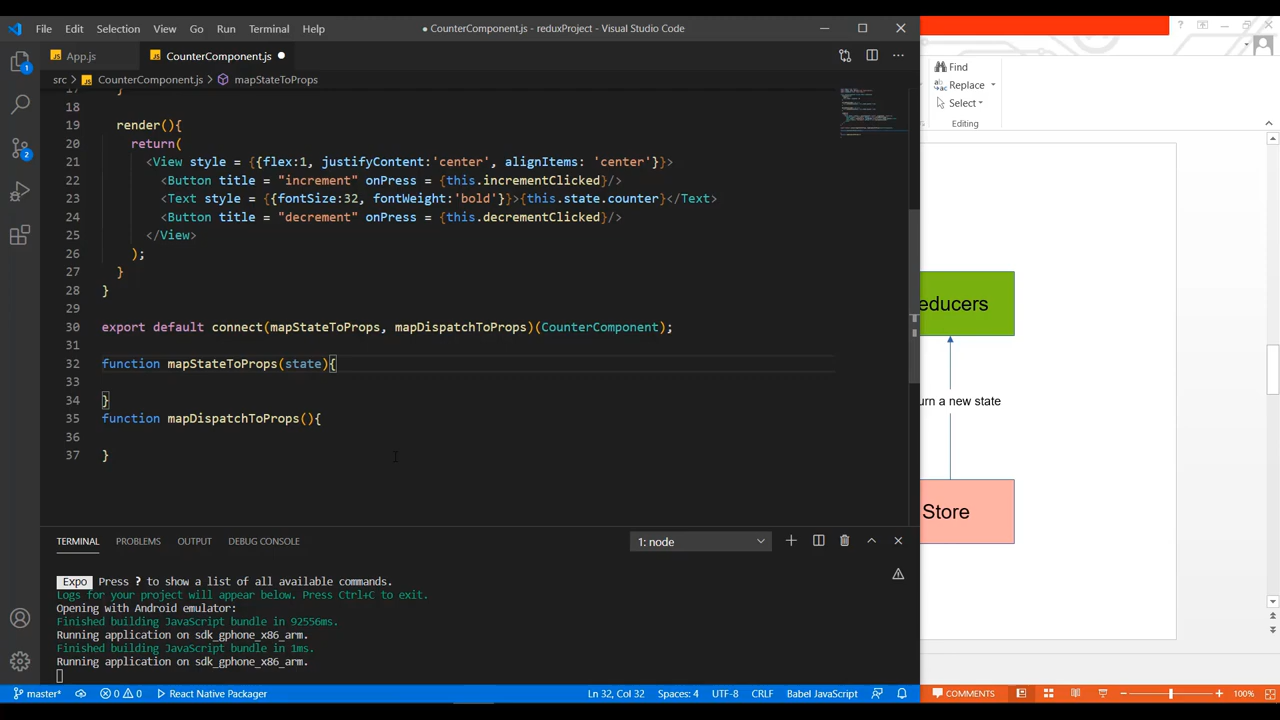 File Edit Selection View Go Run Terminal Help
● CounterComponent.js - reduxProject - Visual Studio Code
App.js
CounterComponent.js
src > CounterComponent.js > mapStateToProps
17 }
18
19 render(){
20 return(
21 <View style = {{flex:1, justifyContent:'center', alignItems: 'center'}}>
22 <Button title = "increment" onPress = {this.incrementClicked}/>
23 <Text style = {{fontSize:32, fontWeight:'bold'}}>{this.state.counter}</Text>
24 <Button title = "decrement" onPress = {this.decrementClicked}/>
25 </View>
26 );
27 }
28 }
29
30 export default connect(mapStateToProps, mapDispatchToProps)(CounterComponent);
31
32 function mapStateToProps(state){
33
34 }
35 function mapDispatchToProps(){
36
37 }
TERMINAL PROBLEMS OUTPUT DEBUG CONSOLE
1: node
Expo Press ? to show a list of all available commands.
Logs for your project will appear below. Press Ctrl+C to exit.
Opening with Android emulator:
Finished building JavaScript bundle in 92556ms.
Running application on sdk_gphone_x86_arm.
Finished building JavaScript bundle in 1ms.
Running application on sdk_gphone_x86_arm.
1
2
master* 0 0 React Native Packager
Ln 32, Col 32 Spaces: 4 UTF-8 CRLF Babel JavaScript
Find
Replace
Select
Editing
educers
urn a new state
Store
COMMENTS
100%